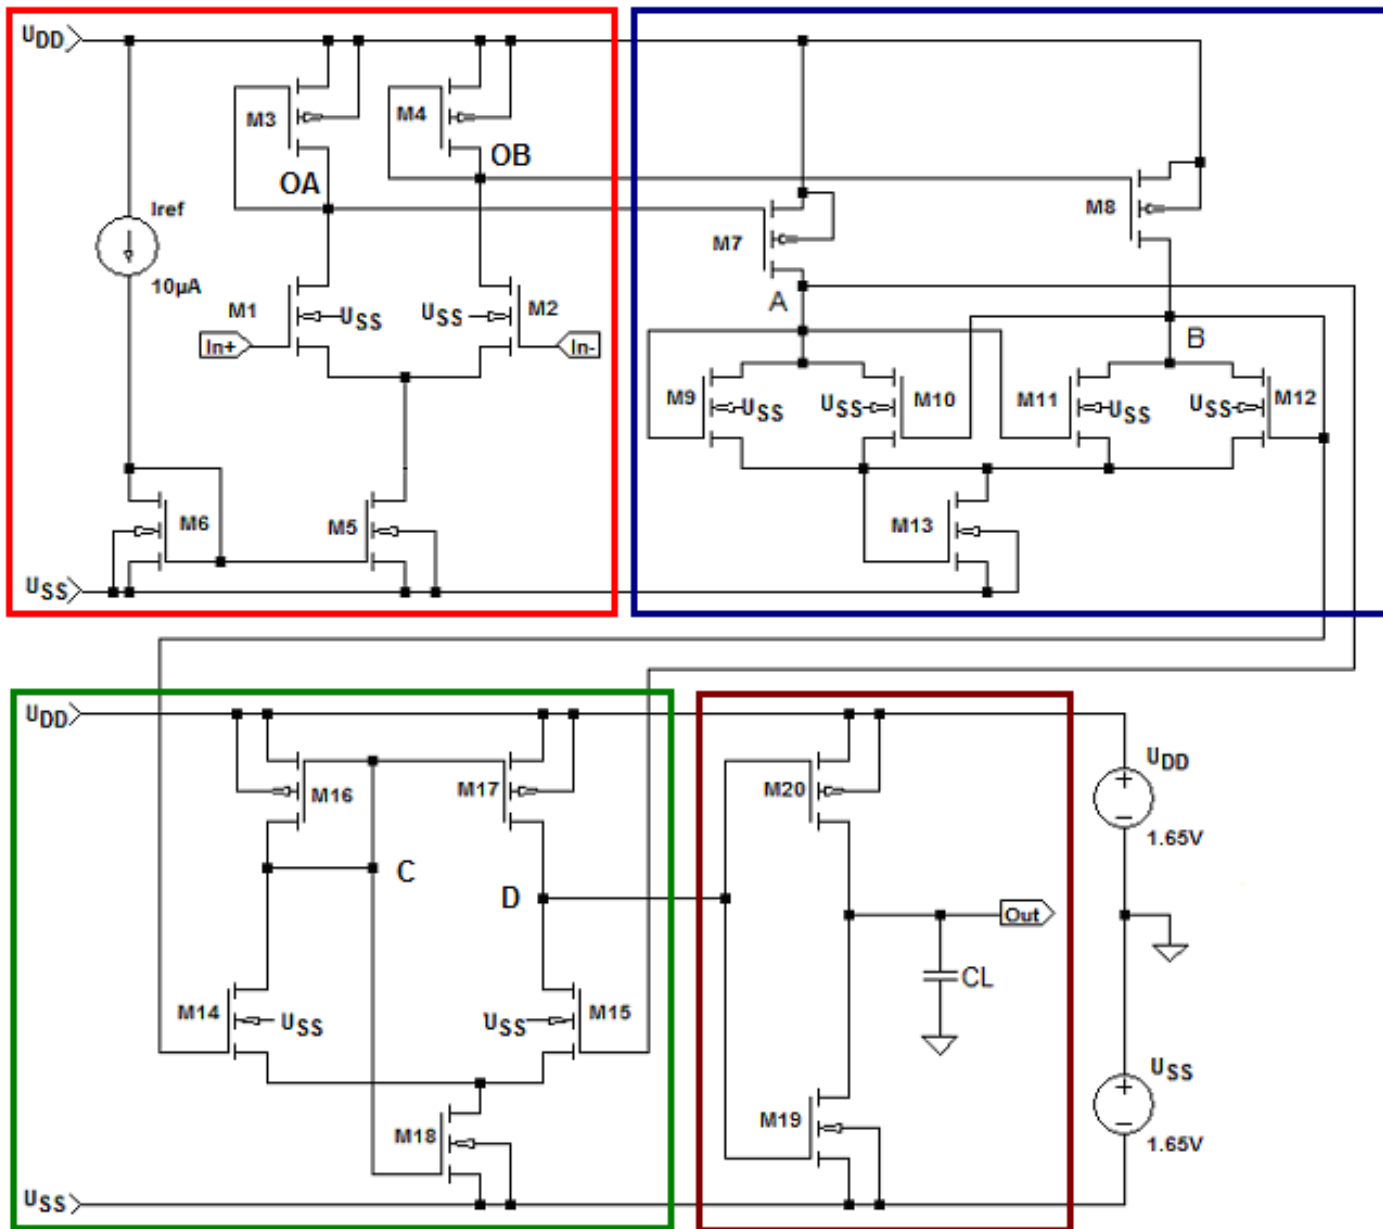 UDD
M3
M4
OA
OB
Iref
10µA
M1
USS
USS
M2
In+
In-
M6
M5
USS
M7
M8
A
B
M9
USS
USS
M10
M11
USS
USS
M12
M13
UDD
M16
M17
C
D
M14
USS
USS
M15
M18
USS
M20
Out
CL
M19
UDD
1.65V
USS
1.65V